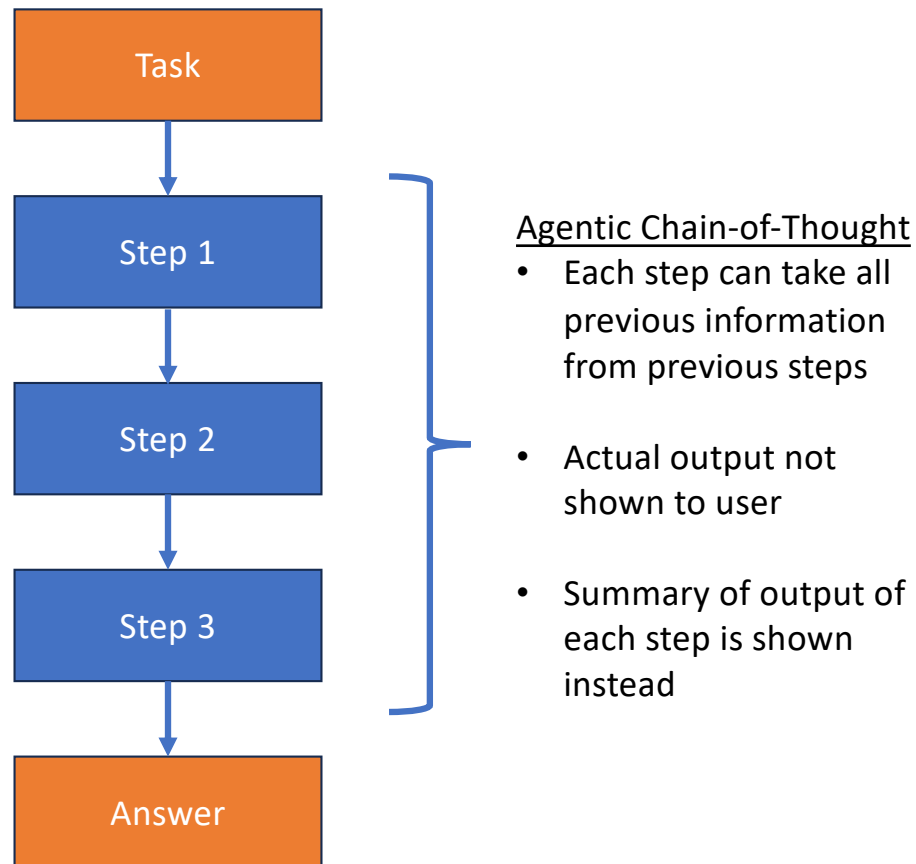 Task
Step 1
Step 2
Step 3
Answer
Agentic Chain-of-Thought
• Each step can take all
previous information
from previous steps
• Actual output not
shown to user
• Summary of output of
each step is shown
instead